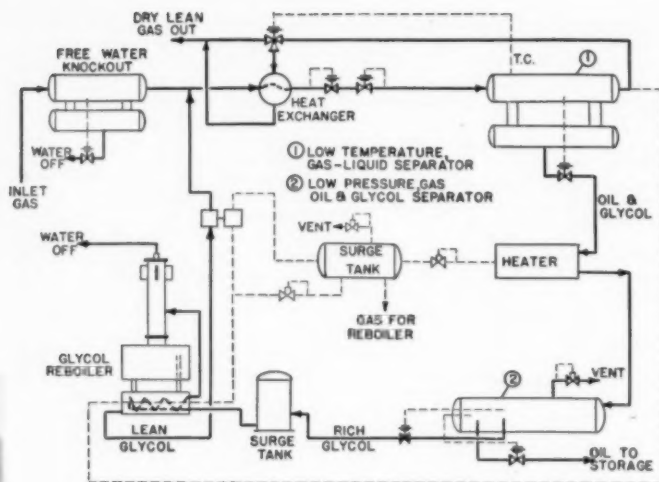 DRY LEAN
GAS OUT
FREE WATER
KNOCKOUT
T.C.
①
HEAT
EXCHANGER
① LOW TEMPERATURE,
GAS-LIQUID SEPARATOR
② LOW PRESSURE, GAS
OIL & GLYCOL SEPARATOR
WATER
OFF
INLET
GAS
OIL &
GLYCOL
WATER
OFF
VENT
SURGE
TANK
HEATER
GAS FOR
REBOILER
GLYCOL
REBOILER
②
VENT
LEAN
GLYCOL
SURGE
TANK
RICH
GLYCOL
OIL TO
STORAGE